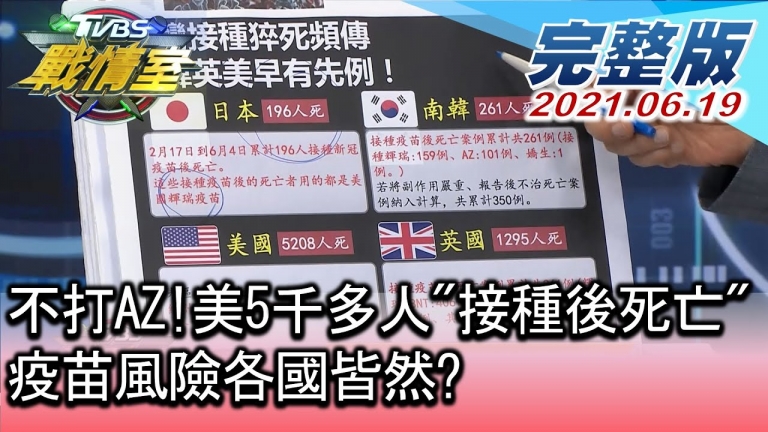 TVBS
戰情室
接種猝死頻傳
英美早有先例!
完整版
2021.06.19
日本 196人死
2月17日到6月4日累計196人接種新冠
疫苗後死亡。
這些接種疫苗後的死亡者用的都是美
國輝瑞疫苗
南韓 261人死
接種疫苗後死亡案例累計共261例(接
種輝瑞:159例、AZ:101例、嬌生:1
例。)
若將副作用嚴重、報告後不治死亡案
例納入計算,共累計350例。
美國 5208人死
英國 1295人死
不打AZ!美5千多人"接種後死亡"
疫苗風險各國皆然?